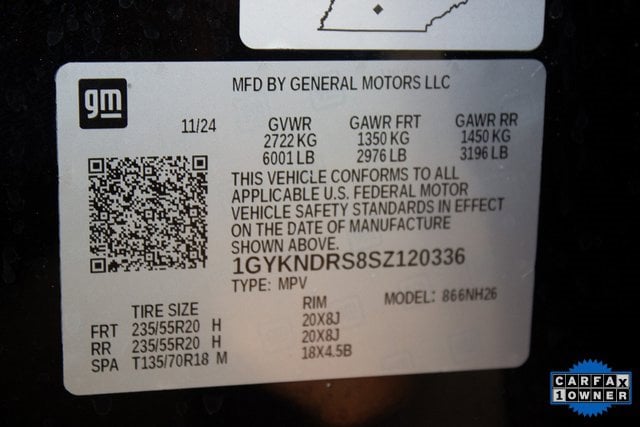 gm
MFD BY GENERAL MOTORS LLC
11/24
GVWR GAWR FRT GAWR RR
2722 KG 1350 KG 1450 KG
6001 LB 2976 LB 3196 LB
THIS VEHICLE CONFORMS TO ALL
APPLICABLE U.S. FEDERAL MOTOR
VEHICLE SAFETY STANDARDS IN EFFECT
ON THE DATE OF MANUFACTURE
SHOWN ABOVE.
1GYKNDRS8SZ120336
TYPE: MPV MODEL: 866NH26
TIRE SIZE RIM
FRT 235/55R20 H 20X8J
RR 235/55R20 H 20X8J
SPA T135/70R18 M 18X4.5B
CARFAX
1 OWNER